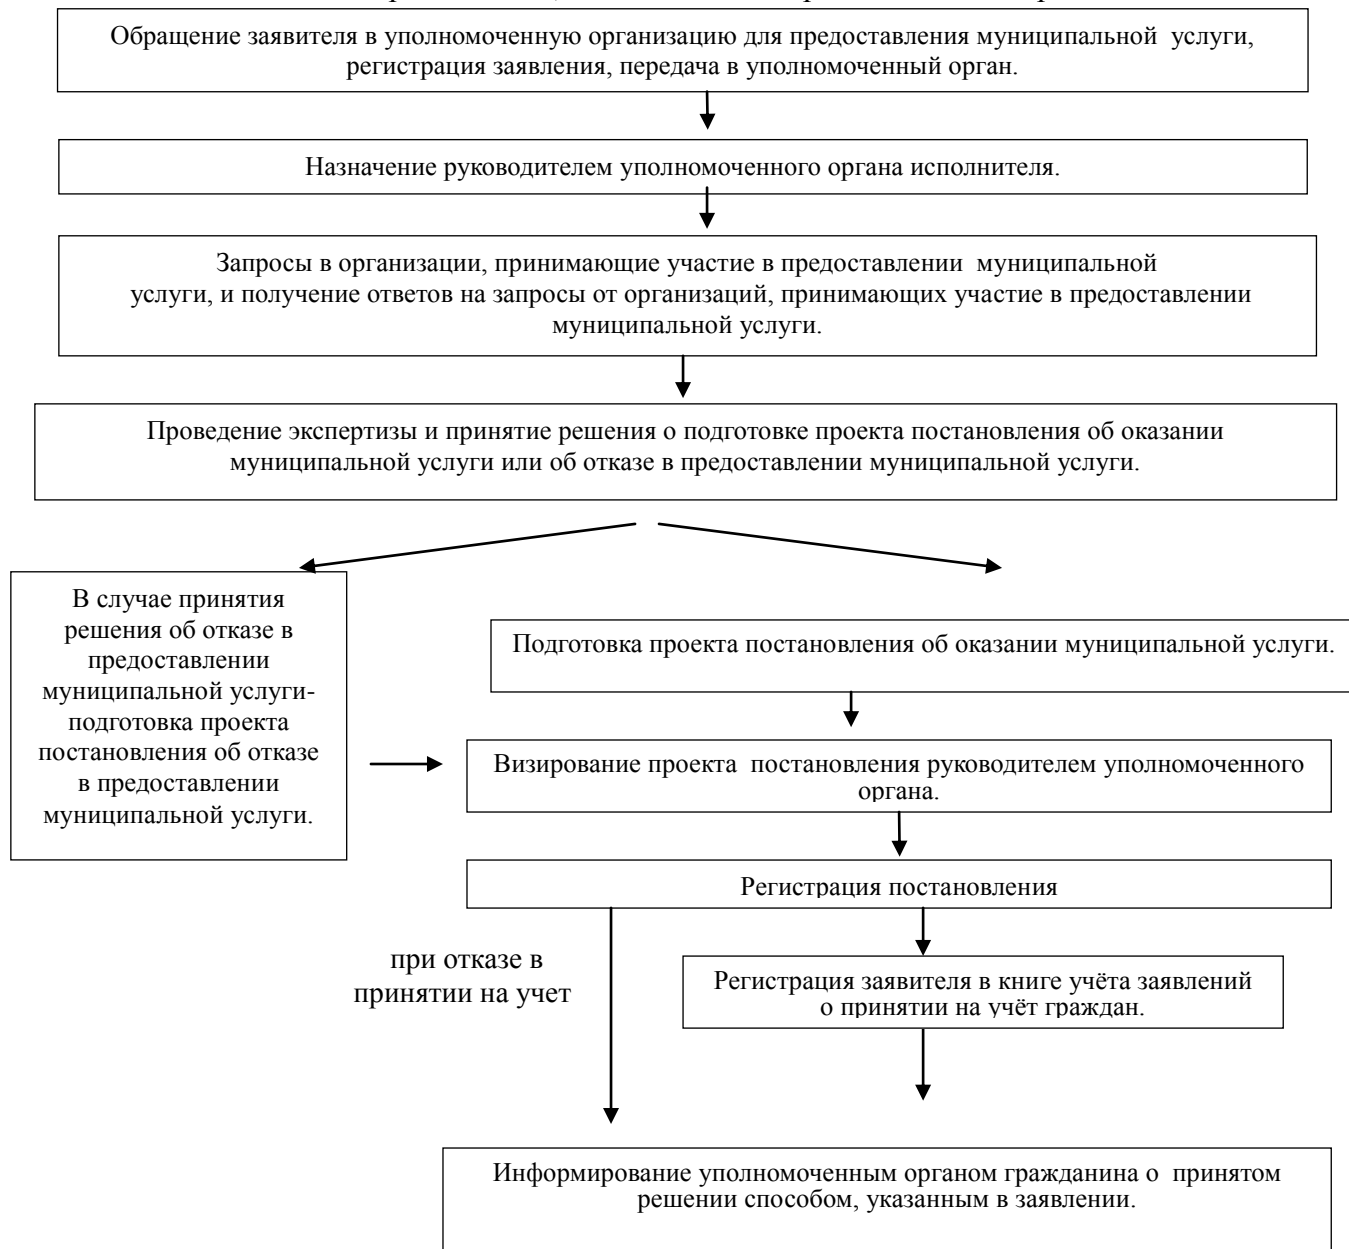 Обращение заявителя в уполномоченную организацию для предоставления муниципальной услуги,
регистрация заявления, передача в уполномоченный орган.
Назначение руководителем уполномоченного органа исполнителя.
Запросы в организации, принимающие участие в предоставлении муниципальной
услуги, и получение ответов на запросы от организаций, принимающих участие в предоставлении
муниципальной услуги.
Проведение экспертизы и принятие решения о подготовке проекта постановления об оказании
муниципальной услуги или об отказе в предоставлении муниципальной услуги.
В случае принятия
решения об отказе в
предоставлении
муниципальной услуги-
подготовка проекта
постановления об отказе
в предоставлении
муниципальной услуги.
Подготовка проекта постановления об оказании муниципальной услуги.
Визирование проекта постановления руководителем уполномоченного
органа.
Регистрация постановления
при отказе в
принятии на учет
Регистрация заявителя в книге учёта заявлений
о принятии на учёт граждан.
Информирование уполномоченным органом гражданина о принятом
решении способом, указанным в заявлении.